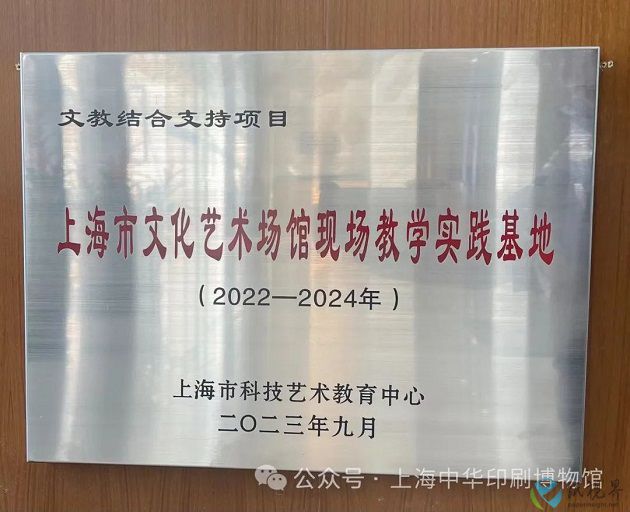 文教结合支持项目
上海市文化艺术场馆现场教学实践基地
（2022—2024年）
上海市科技艺术教育中心
二〇二三年九月
公众号 · 上海中华印刷博物馆
纸视界